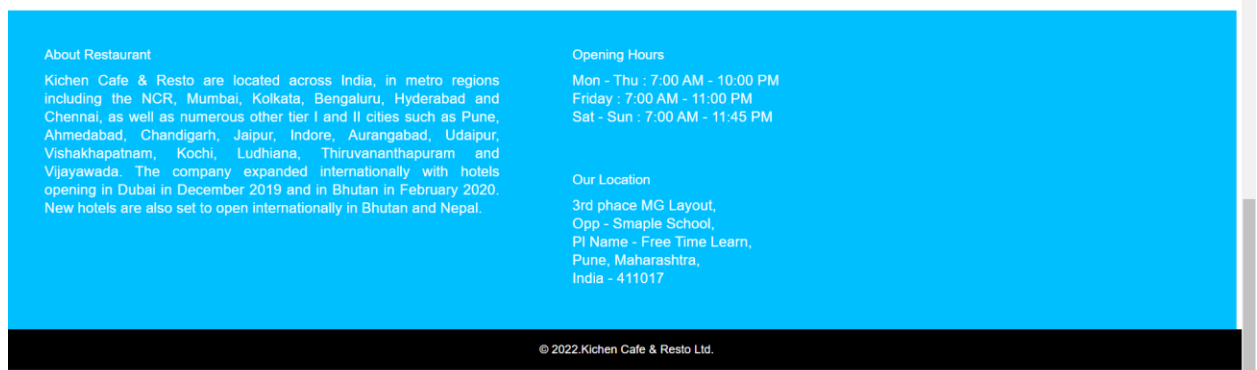 About Restaurant
Kichen Cafe & Resto are located across India, in metro regions
including the NCR, Mumbai, Kolkata, Bengaluru, Hyderabad and
Chennai, as well as numerous other tier I and II cities such as Pune,
Ahmedabad, Chandigarh, Jaipur, Indore, Aurangabad, Udaipur,
Vishakhapatnam, Kochi, Ludhiana, Thiruvananthapuram and
Vijayawada. The company expanded internationally with hotels
opening in Dubai in December 2019 and in Bhutan in February 2020.
New hotels are also set to open internationally in Bhutan and Nepal.
Opening Hours
Mon - Thu : 7:00 AM - 10:00 PM
Friday : 7:00 AM - 11:00 PM
Sat - Sun : 7:00 AM - 11:45 PM
Our Location
3rd phace MG Layout,
Opp - Smaple School,
PI Name - Free Time Learn,
Pune, Maharashtra,
India - 411017
© 2022.Kichen Cafe & Resto Ltd.